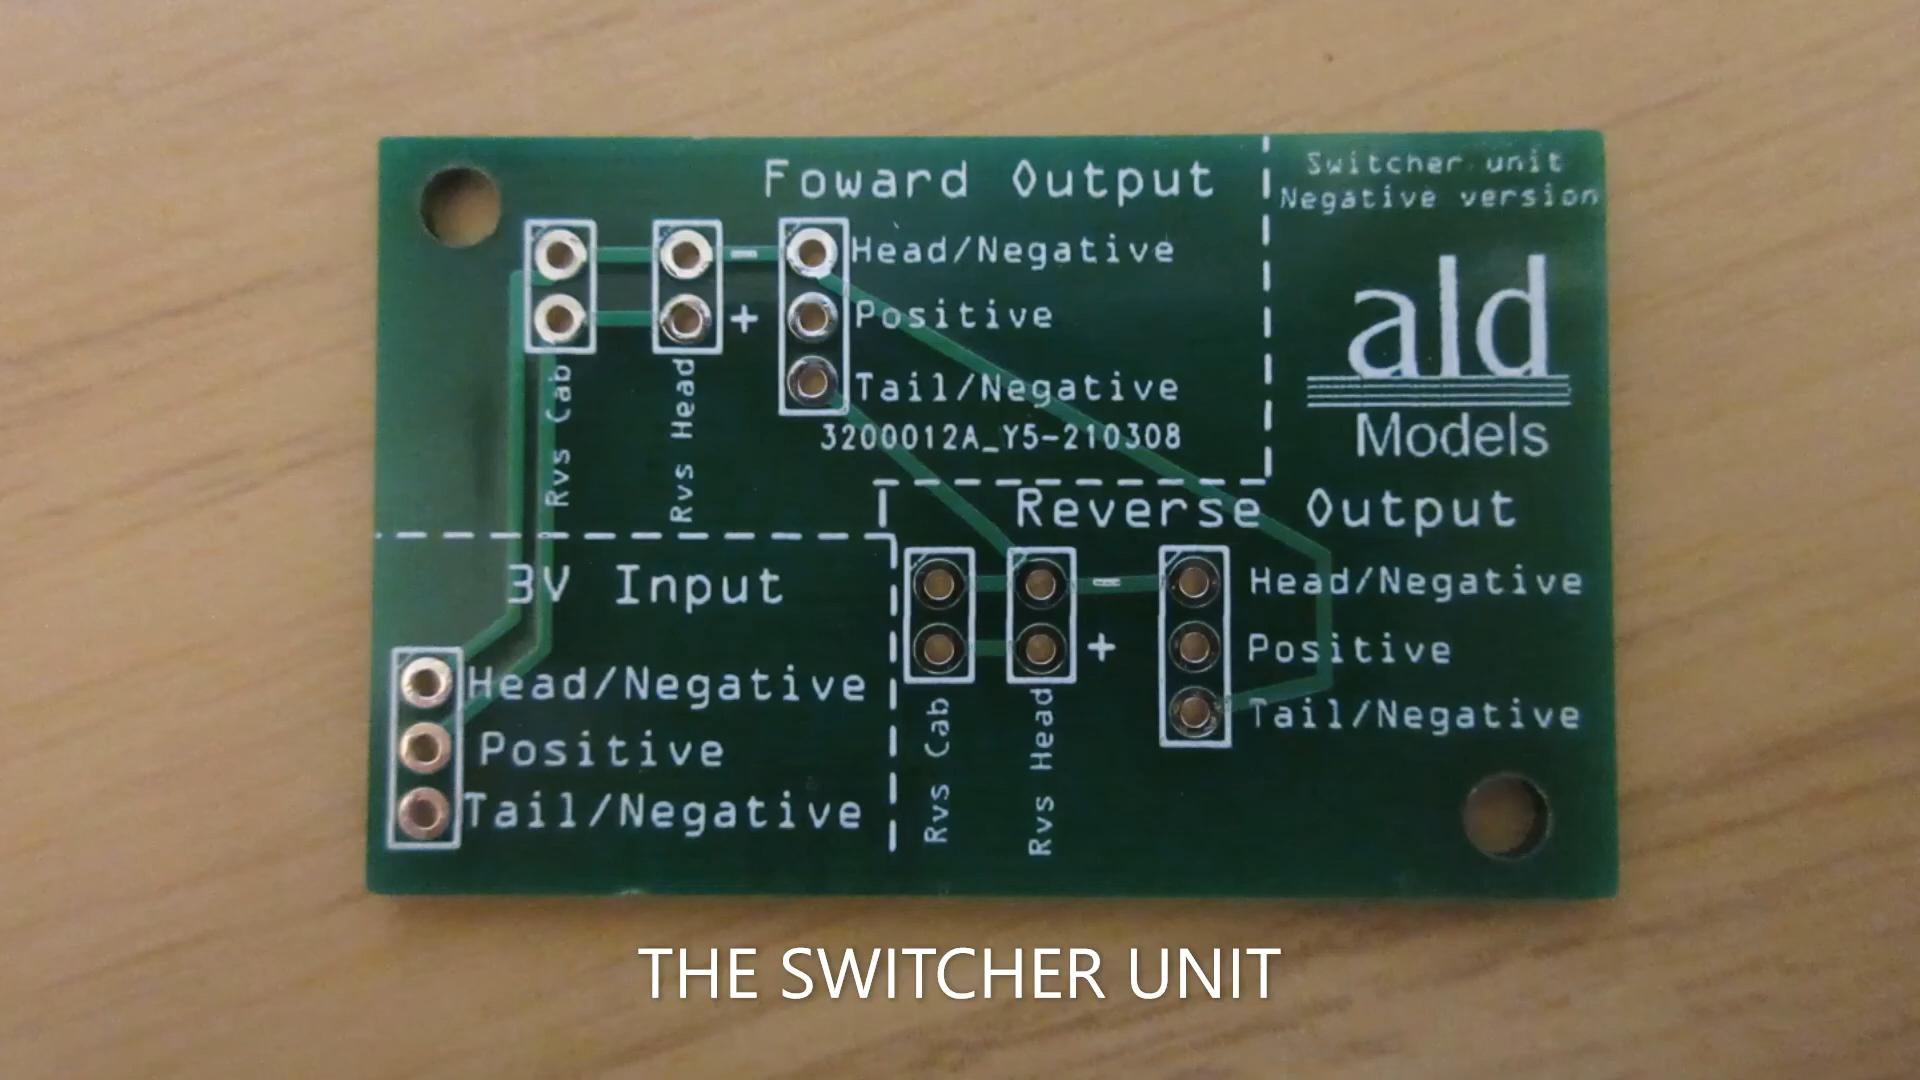 Foward Output
Switcher unit
Negative version
Head/Negative
Positive
+
Tail/Negative
3200012A_Y5-210308
Rvs Cab
Rvs Head
ald
Models
Reverse Output
3V Input
Head/Negative
Positive
Tail/Negative
Head/Negative
+
Positive
Tail/Negative
Rvs Cab
Rvs Head
THE SWITCHER UNIT